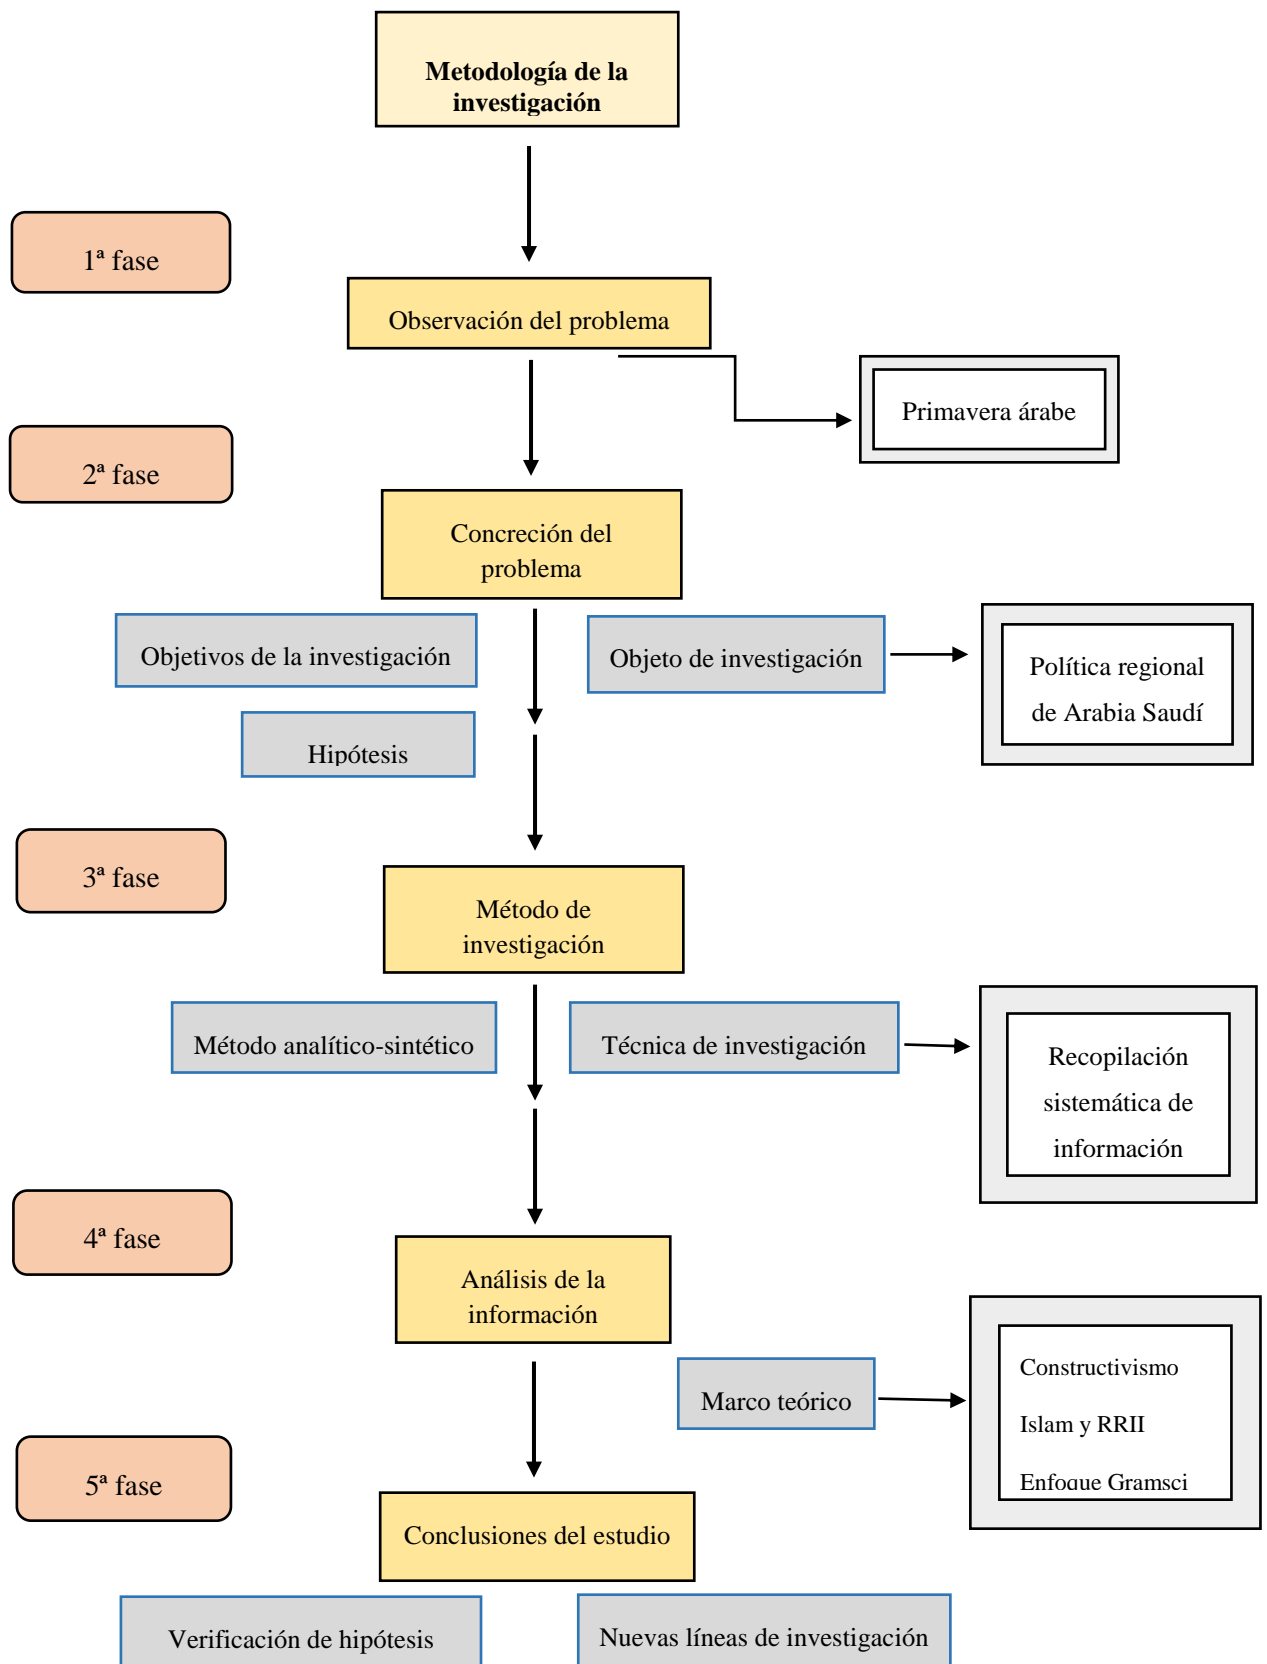 Metodología de la
investigación
1ª fase
Observación del problema
Primavera árabe
2ª fase
Concreción del
problema
Objetivos de la investigación
Objeto de investigación
Política regional
de Arabia Saudí
Hipótesis
3ª fase
Método de
investigación
Método analítico-sintético
Técnica de investigación
Recopilación
sistemática de
información
4ª fase
Análisis de la
información
Marco teórico
Constructivismo
Islam y RRII
Enfoque Gramsci
5ª fase
Conclusiones del estudio
Verificación de hipótesis
Nuevas líneas de investigación